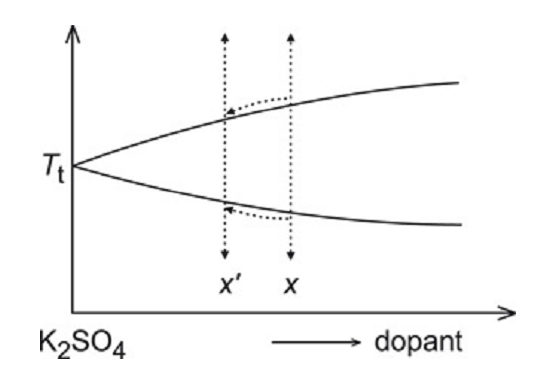 Tₜ
x′ x
K₂SO₄ dopant